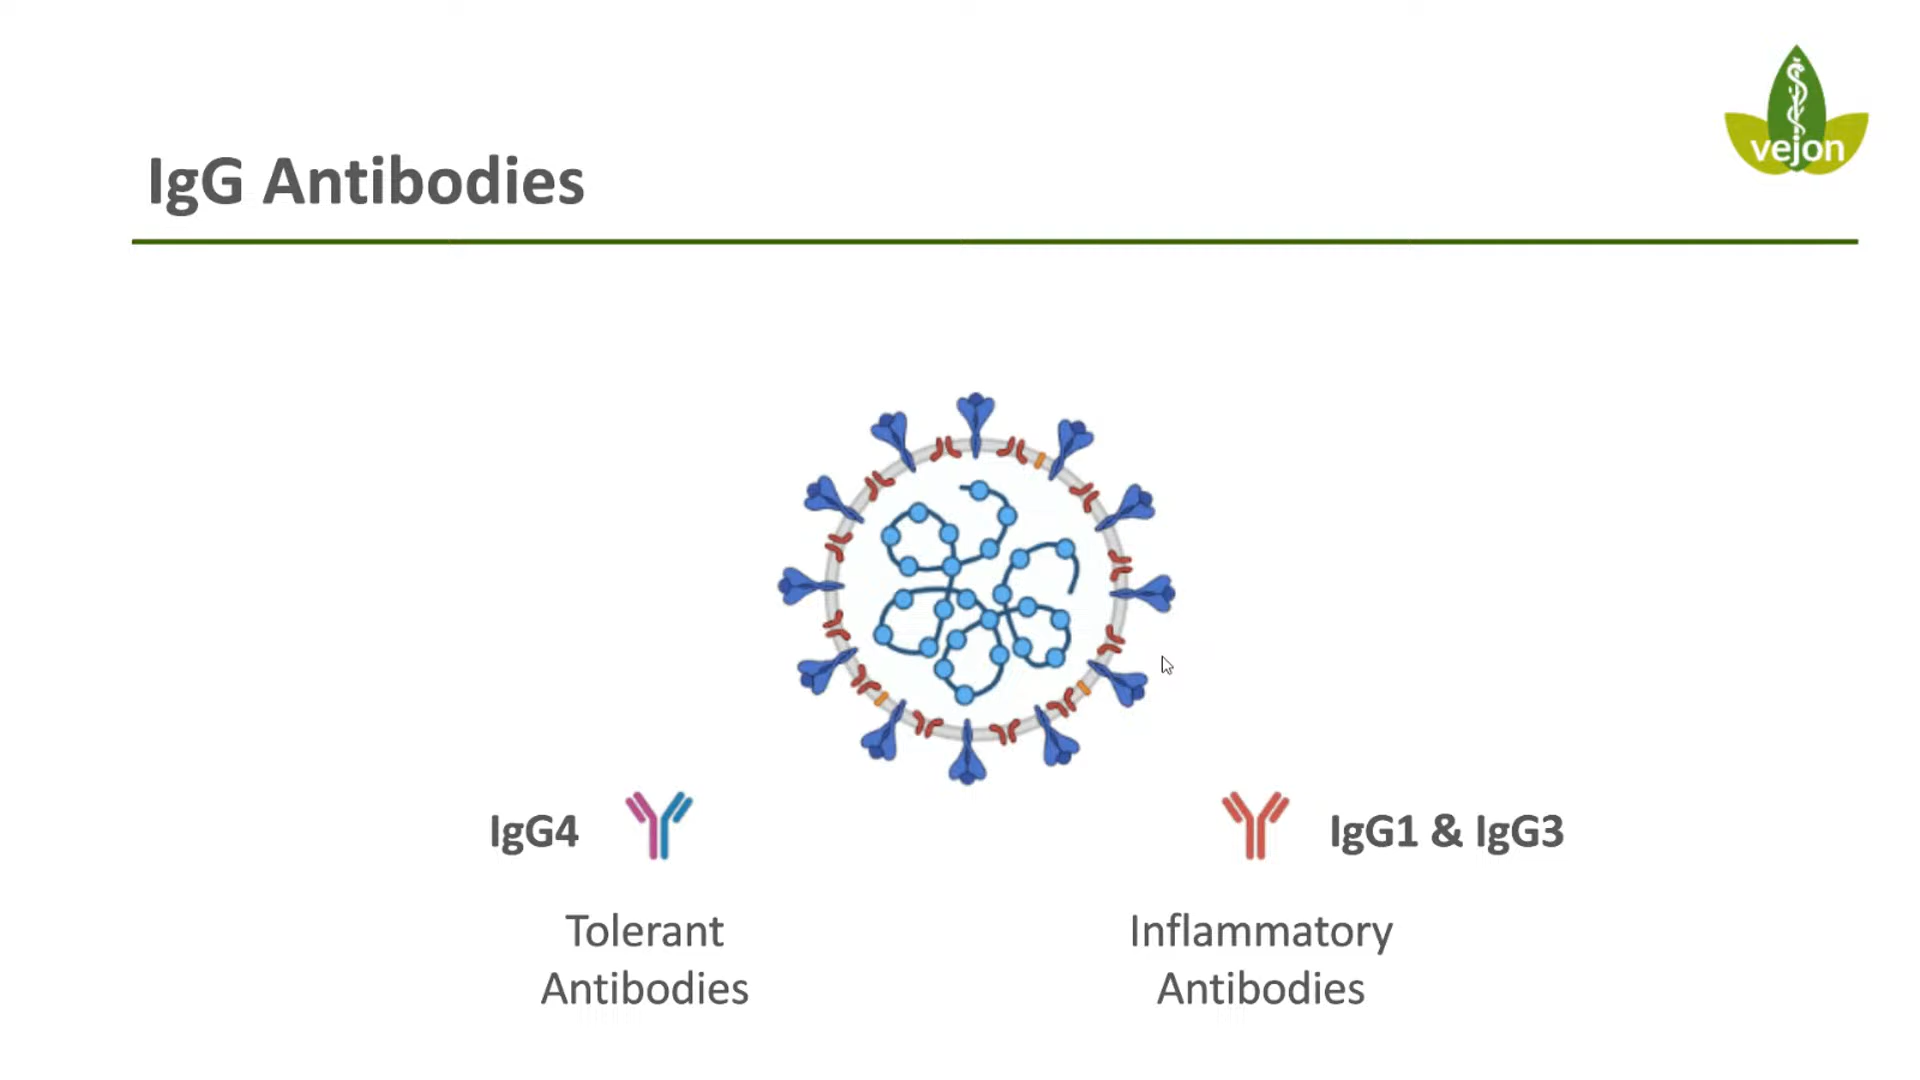 vejon
IgG Antibodies
IgG4
IgG1 & IgG3
Tolerant
Antibodies
Inflammatory
Antibodies